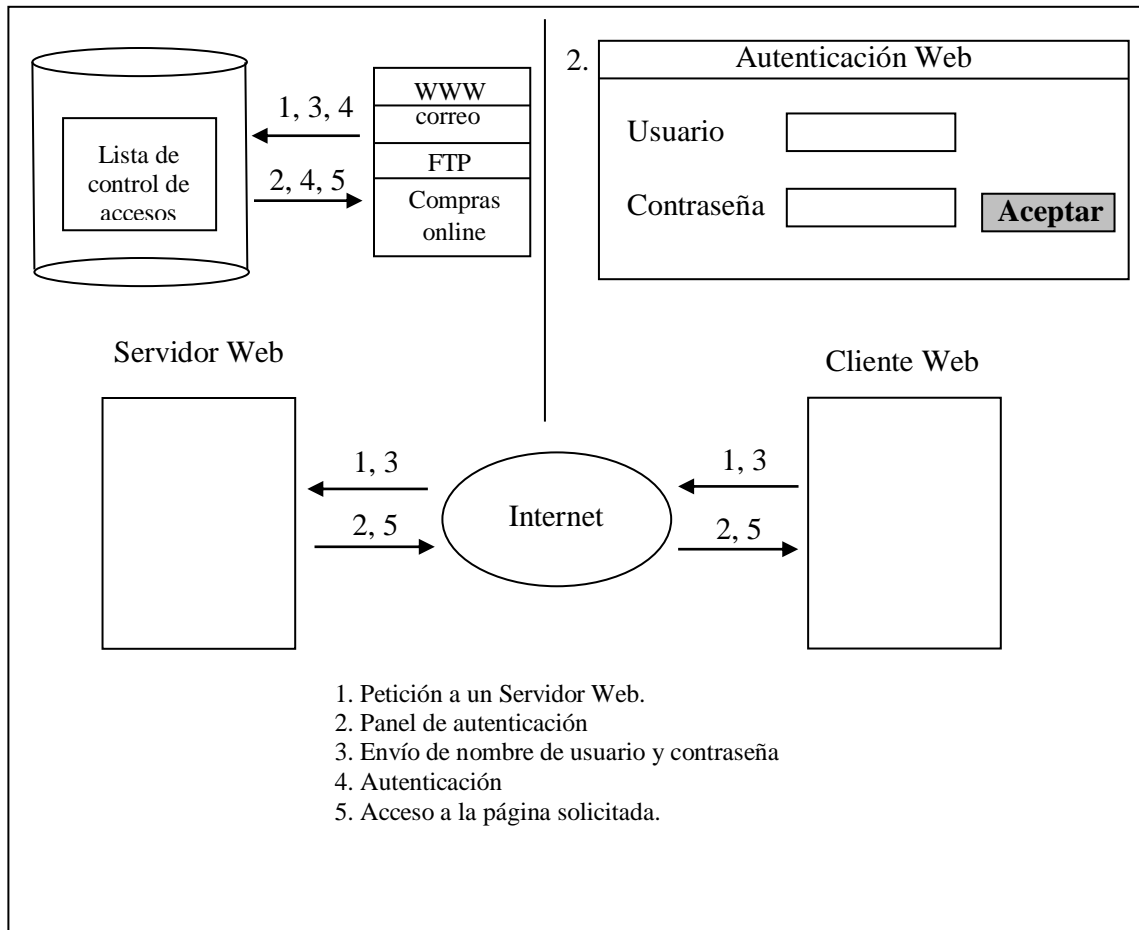 1, 3, 4
2, 4, 5
Lista de
control de
accesos
WWW
correo
FTP
Compras
online
2.
Autenticación Web
Usuario
Contraseña
Aceptar
Servidor Web
Cliente Web
1, 3
2, 5
Internet
1, 3
2, 5
1. Petición a un Servidor Web.
2. Panel de autenticación
3. Envío de nombre de usuario y contraseña
4. Autenticación
5. Acceso a la página solicitada.